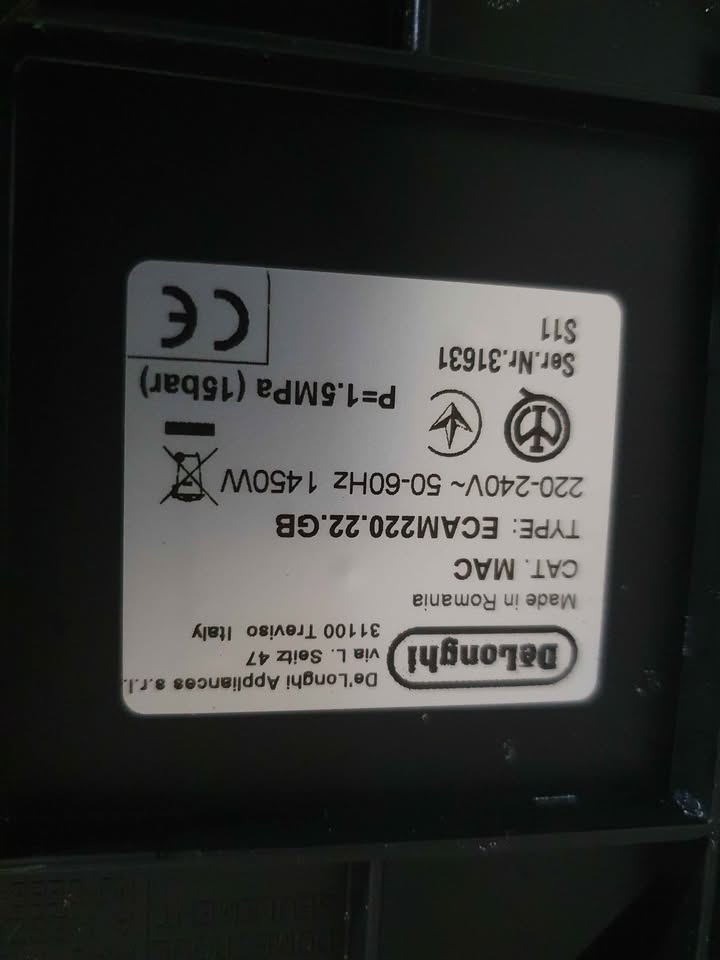 DeLonghi
De'Longhi Appliances s.r.l.
via L. Seitz 47
31100 Treviso Italy
Made in Romania
CAT. MAC
TYPE: ECAM220.22.GB
220-240V~ 50-60Hz 1450W
P=1.5MPa (15bar)
Ser.Nr.31631
S11
CE